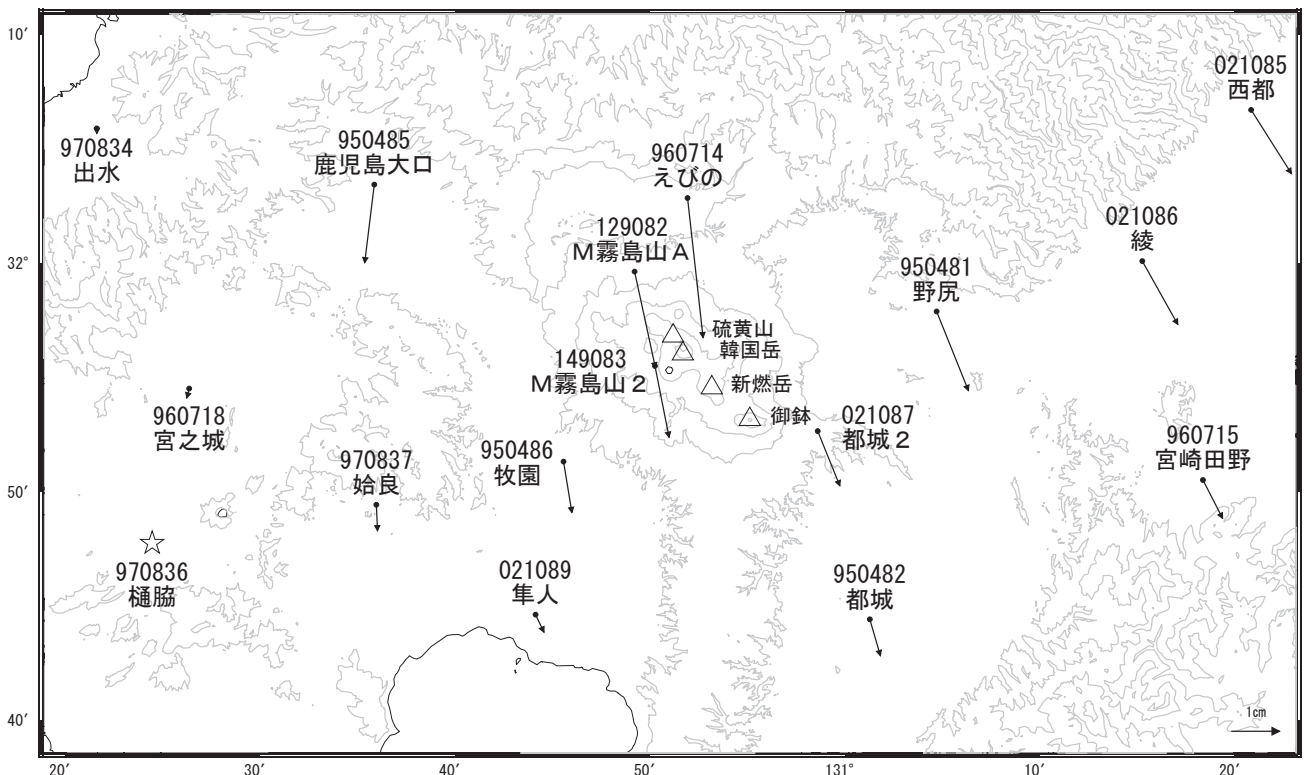 10′
021085
西都
970834
出水
950485
鹿児島大口
960714
えびの
021086
綾
129082
M霧島山A
32°
950481
野尻
硫黄山
韓国岳
149083
M霧島山2
新燃岳
御鉢
021087
都城2
960718
宮之城
960715
宮崎田野
970837
姶良
950486
牧園
50′
970836
樋脇
021089
隼人
950482
都城
40′
1cm
20′
30′
40′
50′
131°
10′
20′